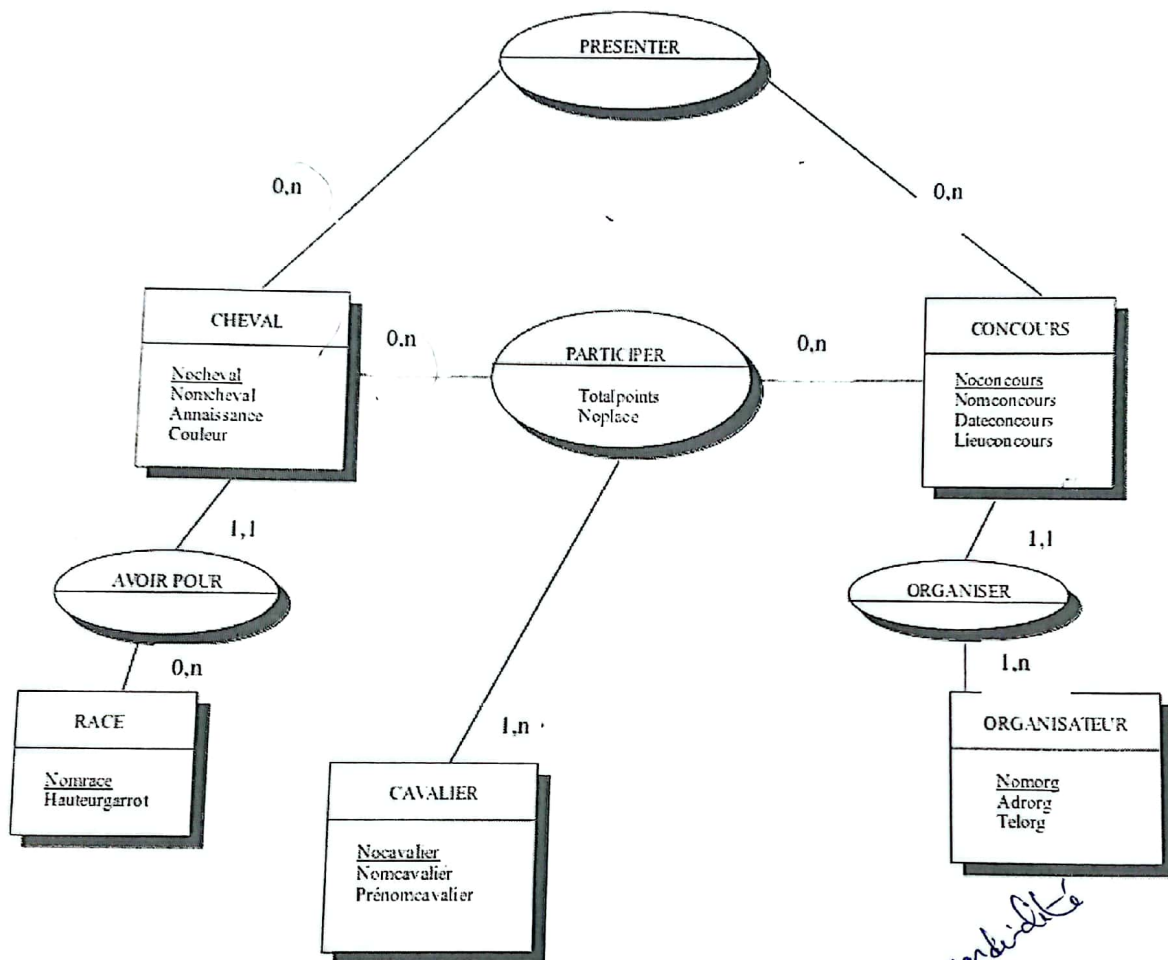 PRESENTER
0,n
0,n
CHEVAL
Nocheval
Nomcheval
Annaissance
Couleur
0,n
PARTICIPER
Totalpoints
Noplace
0,n
CONCOURS
Noconcours
Nomconcours
Dateconcours
Lieuconcours
1,1
AVOIR POUR
0,n
RACE
Nomrace
Hauteurgarrot
1,n
CAVALIER
Nocavalier
Nomcavalier
Prénomcavalier
1,1
ORGANISER
1,n
ORGANISATEUR
Nomorg
Adrorg
Telorg